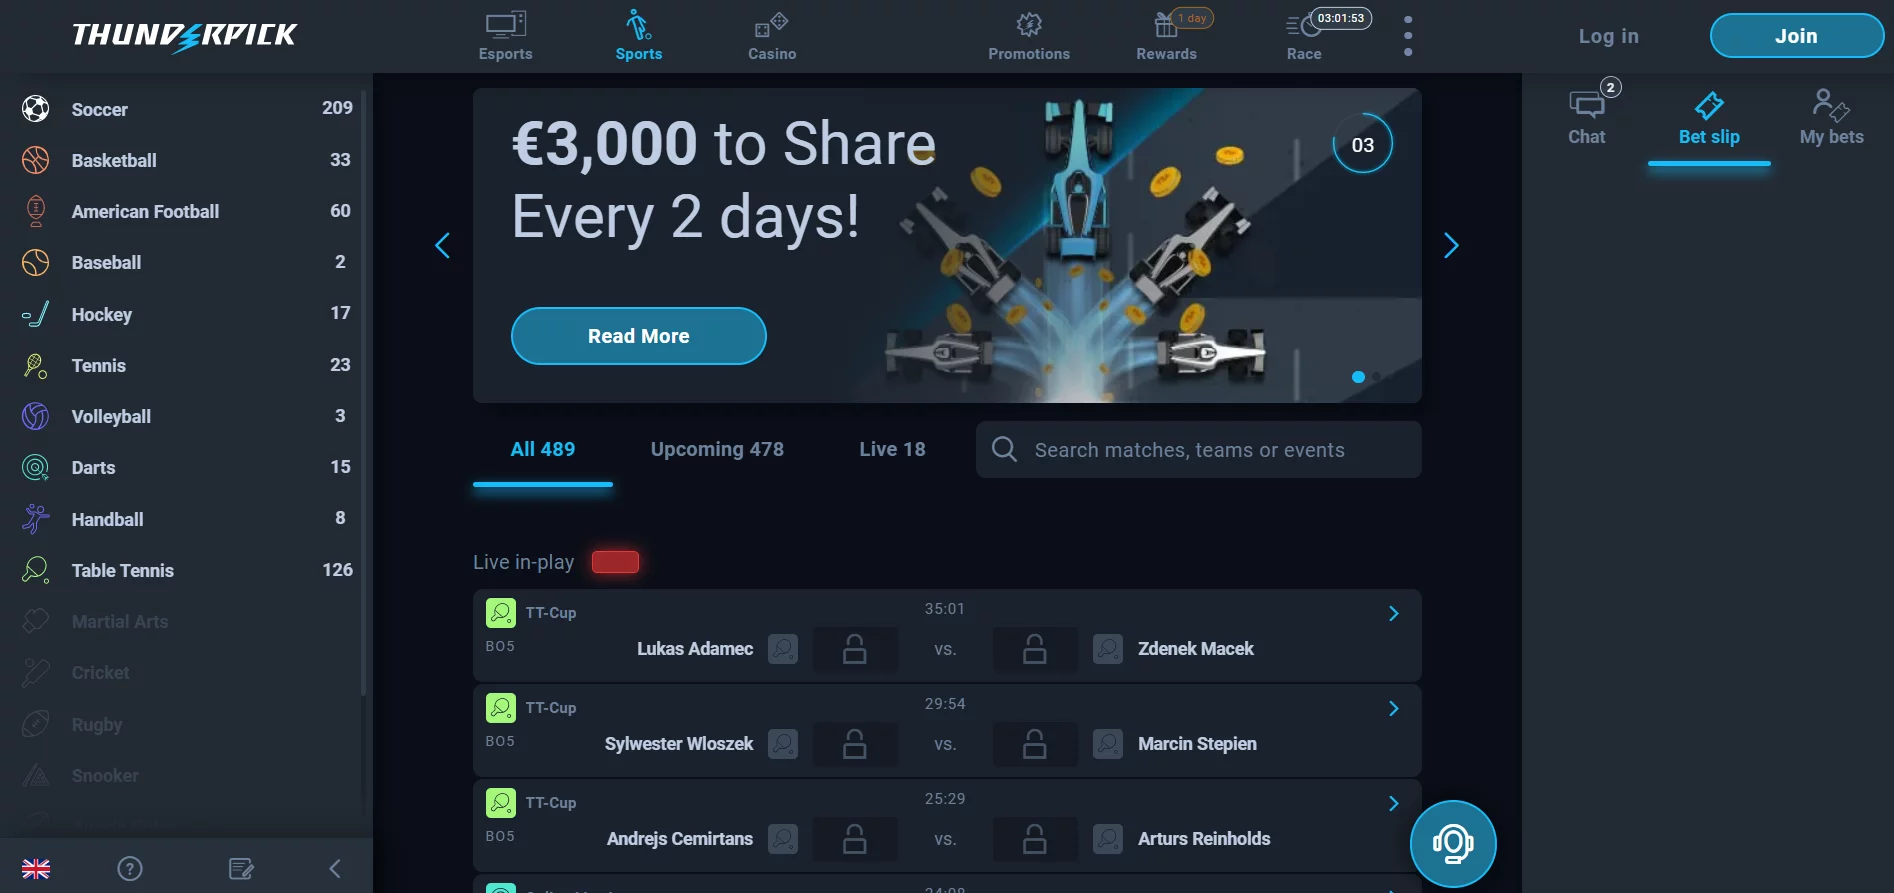 THUNDERPICK
Esports
Sports
Casino
Promotions
1 day
Rewards
03:01:53
Race
Log in
Join
Soccer 209
Basketball 33
American Football 60
Baseball 2
Hockey 17
Tennis 23
Volleyball 3
Darts 15
Handball 8
Table Tennis 126
Martial Arts
Cricket
Rugby
Snooker
€3,000 to Share
Every 2 days!
03
Read More
All 489
Upcoming 478
Live 18
Search matches, teams or events
Live in-play
TT-Cup 35:01
BO5 Lukas Adamec vs. Zdenek Macek
TT-Cup 29:54
BO5 Sylwester Wloszek vs. Marcin Stepien
TT-Cup 25:29
BO5 Andrejs Cemirtans vs. Arturs Reinholds
2
Chat
Bet slip
My bets